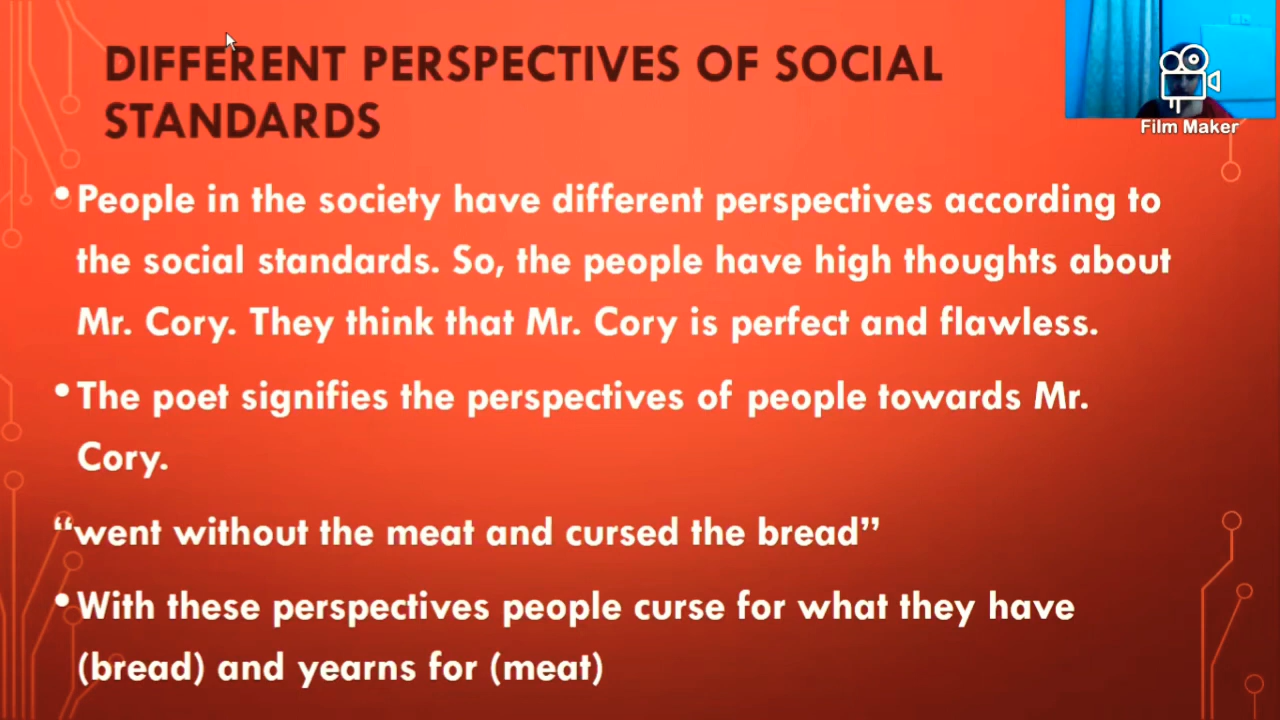 DIFFERENT PERSPECTIVES OF SOCIAL
STANDARDS
Film Maker
•People in the society have different perspectives according to
the social standards. So, the people have high thoughts about
Mr. Cory. They think that Mr. Cory is perfect and flawless.
•The poet signifies the perspectives of people towards Mr.
Cory.
“went without the meat and cursed the bread”
•With these perspectives people curse for what they have
(bread) and yearns for (meat)